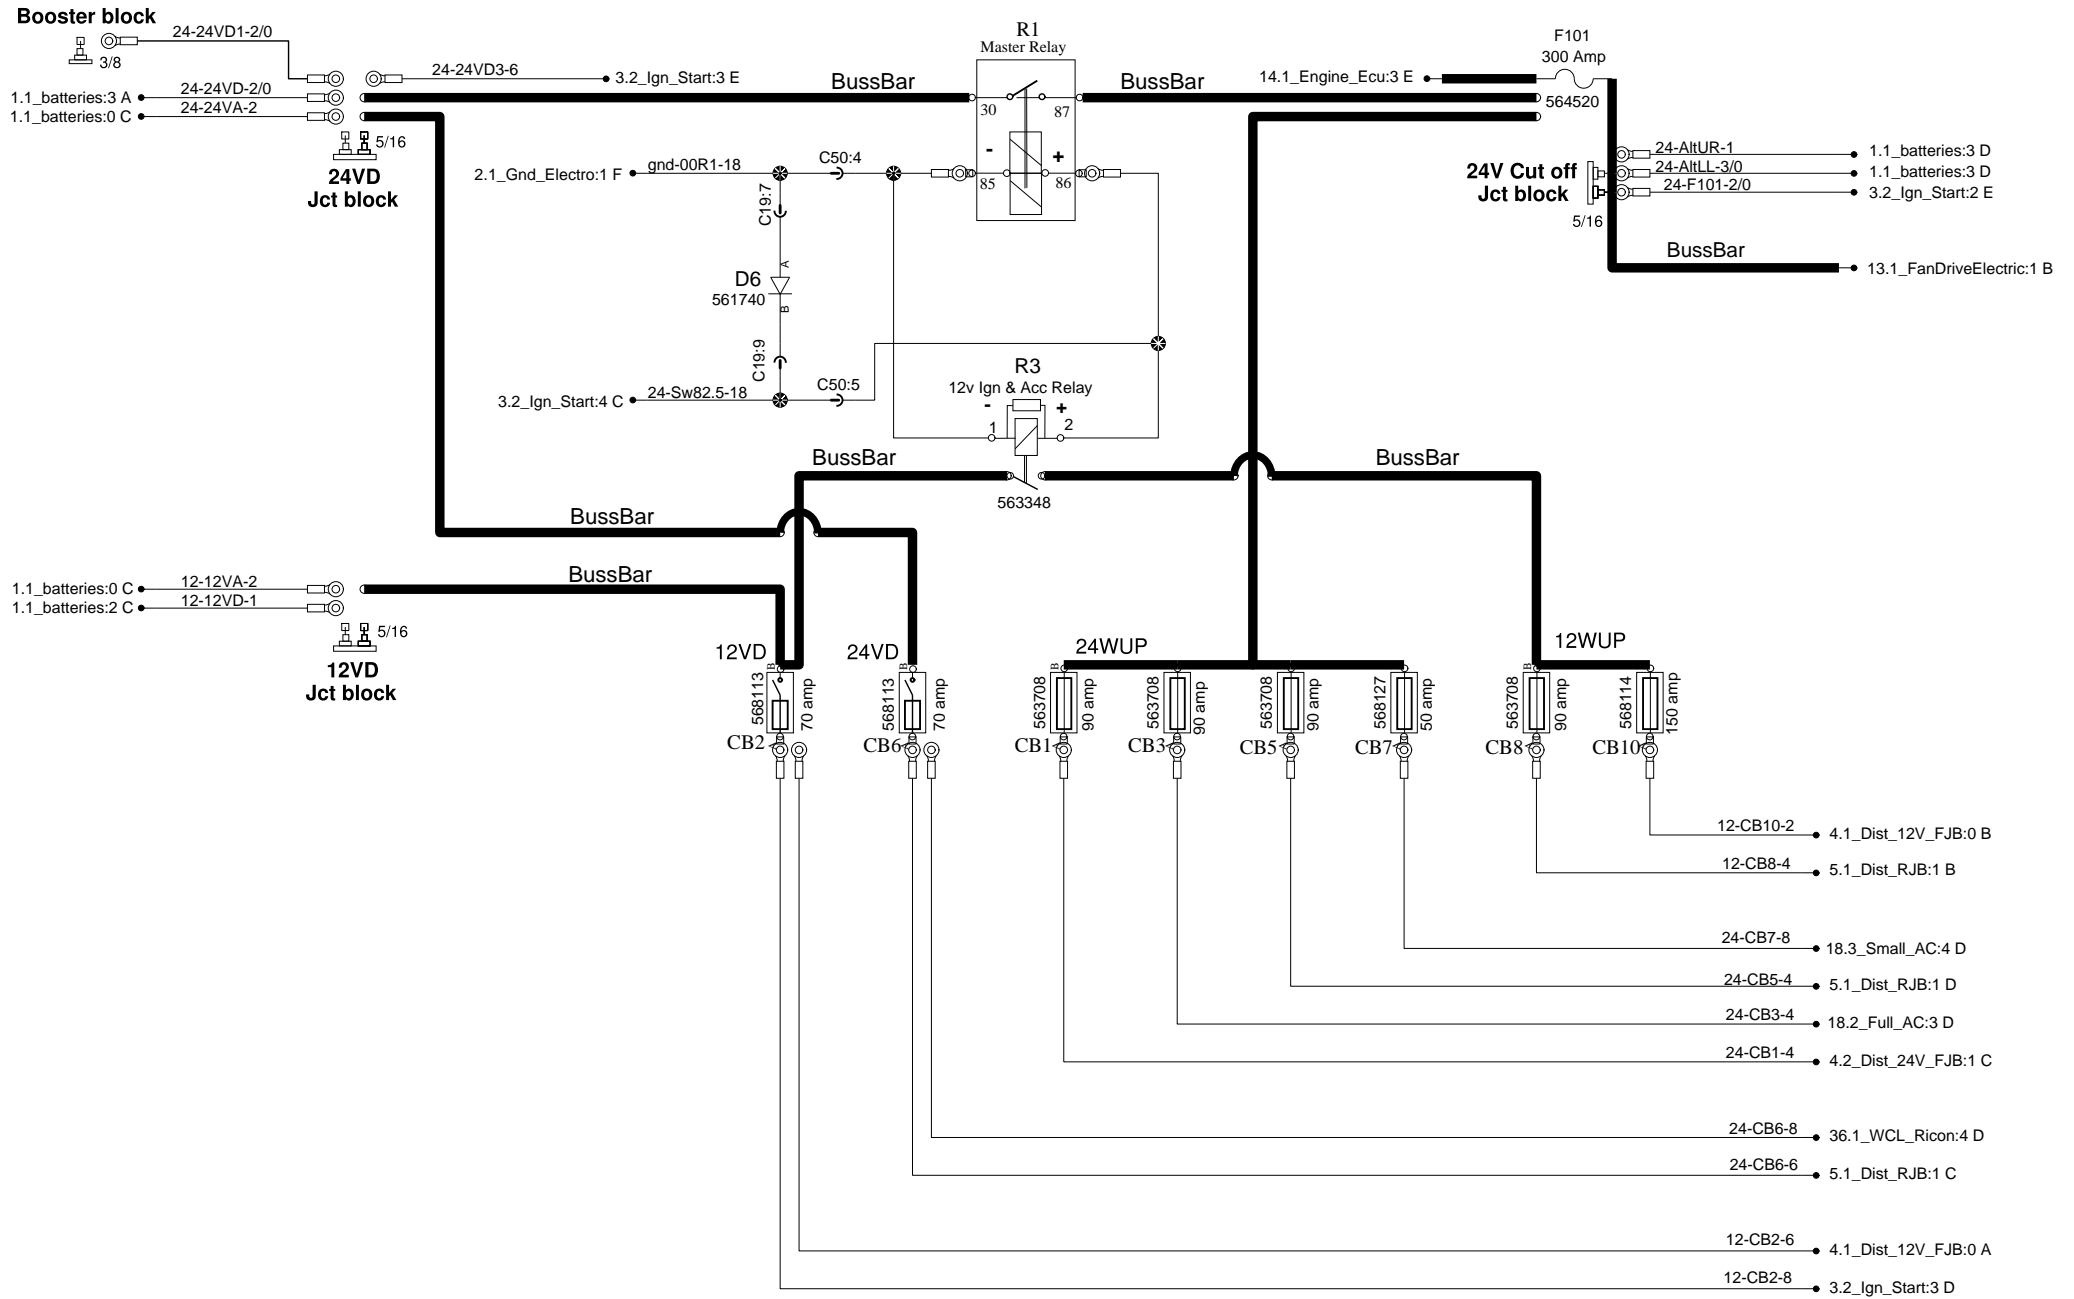 Booster block
24-24VD1-2/0
3/8
24-24VD3-6
3.2_Ign_Start:3 E
1.1_batteries:3 A
24-24VD-2/0
1.1_batteries:0 C
24-24VA-2
5/16
24VD
Jct block
BussBar
R1
Master Relay
30
87
-
+
85
86
BussBar
14.1_Engine_Ecu:3 E
F101
300 Amp
564520
24V Cut off
Jct block
5/16
24-AltUR-1
1.1_batteries:3 D
24-AltLL-3/0
1.1_batteries:3 D
24-F101-2/0
3.2_Ign_Start:2 E
BussBar
13.1_FanDriveElectric:1 B
2.1_Gnd_Electro:1 F
gnd-00R1-18
C50:4
C19:7
A
D6
561740
B
C19:9
3.2_Ign_Start:4 C
24-Sw82.5-18
C50:5
R3
12v Ign & Acc Relay
-
+
1
2
563348
BussBar
BussBar
BussBar
BussBar
1.1_batteries:0 C
12-12VA-2
1.1_batteries:2 C
12-12VD-1
5/16
12VD
Jct block
12VD
B
568113
70 amp
CB2
24VD
B
568113
70 amp
CB6
24WUP
B
563708
90 amp
CB1
563708
90 amp
CB3
563708
90 amp
CB5
568127
50 amp
CB7
12WUP
B
563708
90 amp
CB8
568114
150 amp
CB10
12-CB10-2
4.1_Dist_12V_FJB:0 B
12-CB8-4
5.1_Dist_RJB:1 B
24-CB7-8
18.3_Small_AC:4 D
24-CB5-4
5.1_Dist_RJB:1 D
24-CB3-4
18.2_Full_AC:3 D
24-CB1-4
4.2_Dist_24V_FJB:1 C
24-CB6-8
36.1_WCL_Ricon:4 D
24-CB6-6
5.1_Dist_RJB:1 C
12-CB2-6
4.1_Dist_12V_FJB:0 A
12-CB2-8
3.2_Ign_Start:3 D